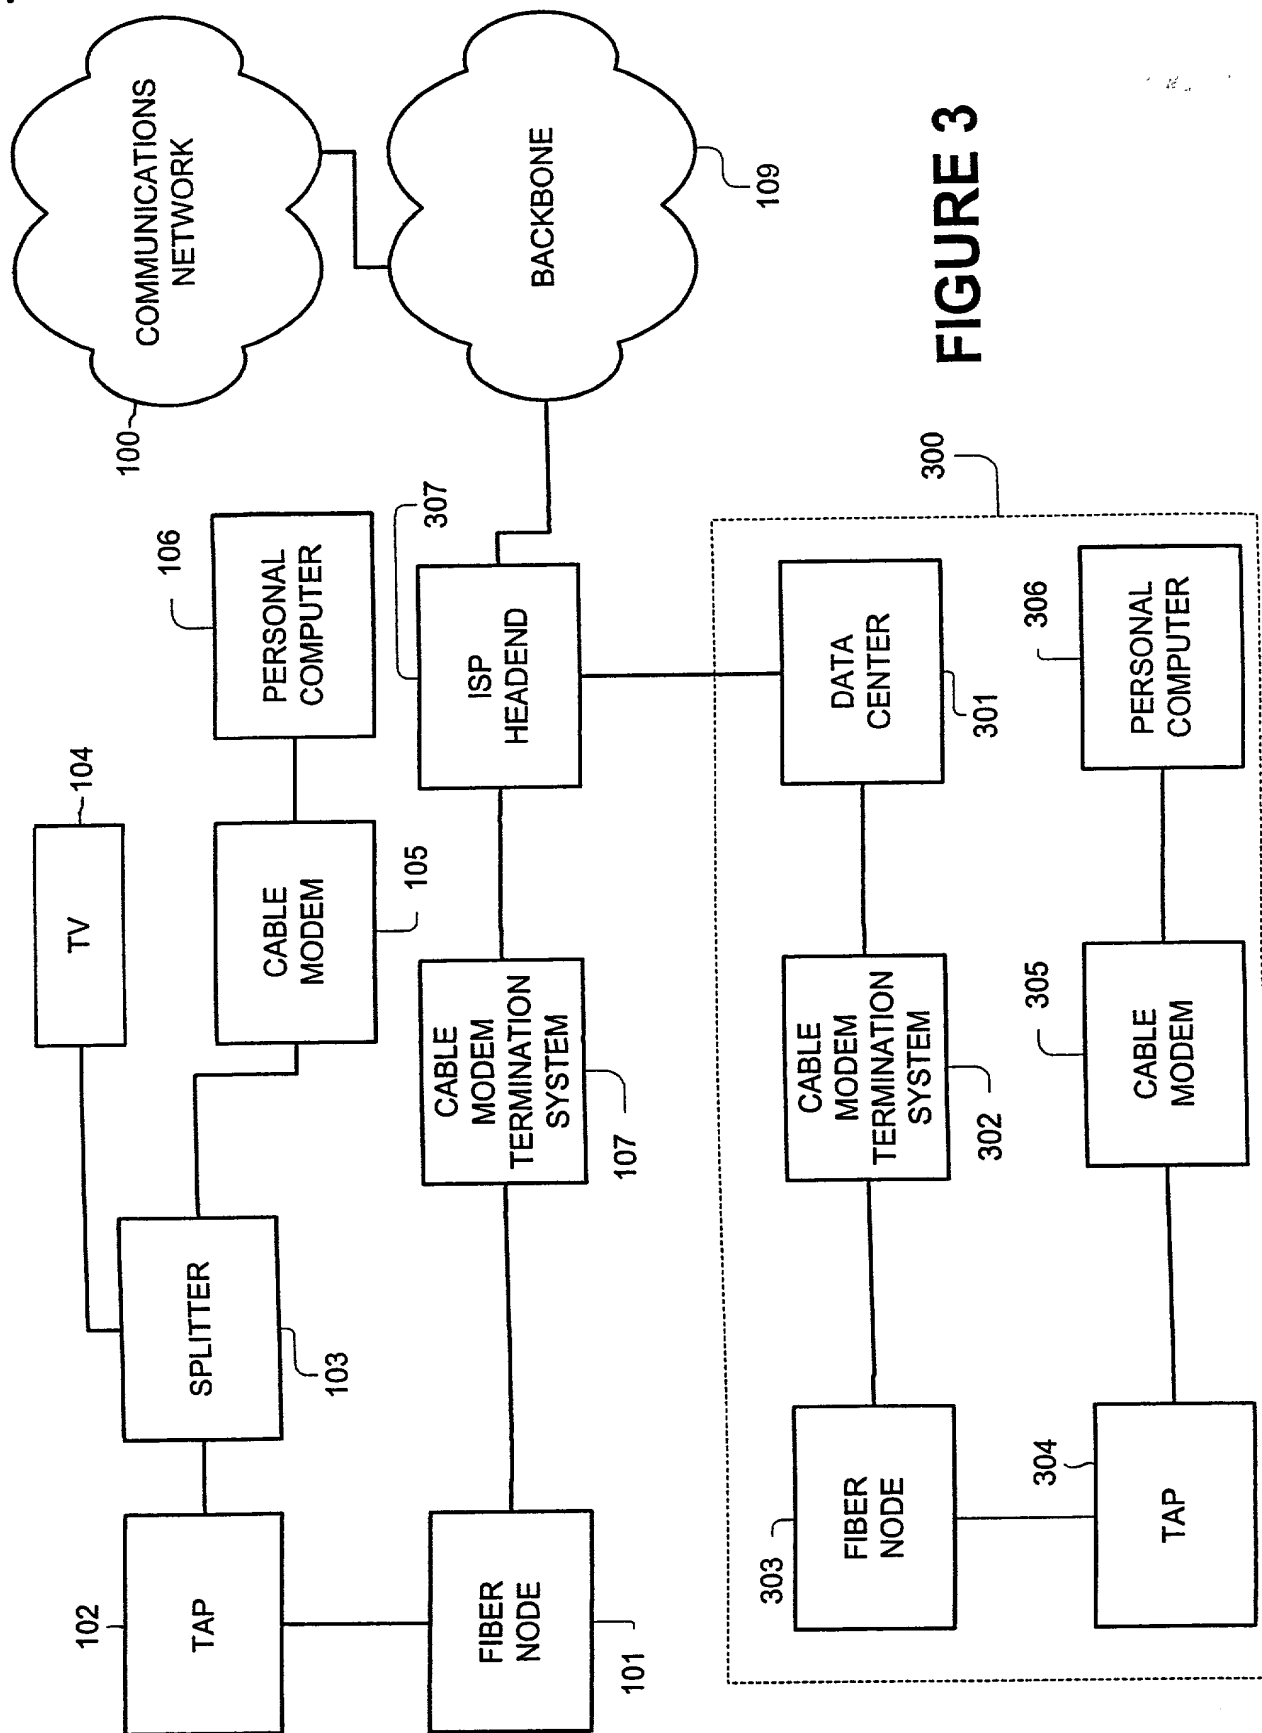 102
TAP
103
SPLITTER
104
TV
CABLE
MODEM
105
106
PERSONAL
COMPUTER
100
COMMUNICATIONS
NETWORK
101
FIBER
NODE
107
CABLE
MODEM
TERMINATION
SYSTEM
307
ISP
HEADEND
BACKBONE
109
300
303
FIBER
NODE
302
CABLE
MODEM
TERMINATION
SYSTEM
301
DATA
CENTER
304
TAP
305
CABLE
MODEM
306
PERSONAL
COMPUTER
FIGURE 3